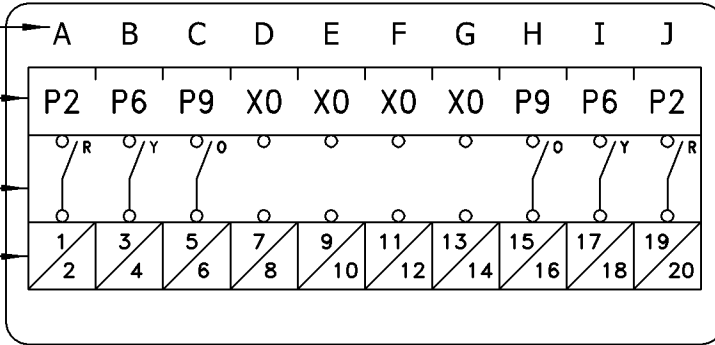 A B C D E F G H I J
P2 P6 P9 X0 X0 X0 X0 P9 P6 P2
R Y O O Y R
1 3 5 7 9 11 13 15 17 19
2 4 6 8 10 12 14 16 18 20